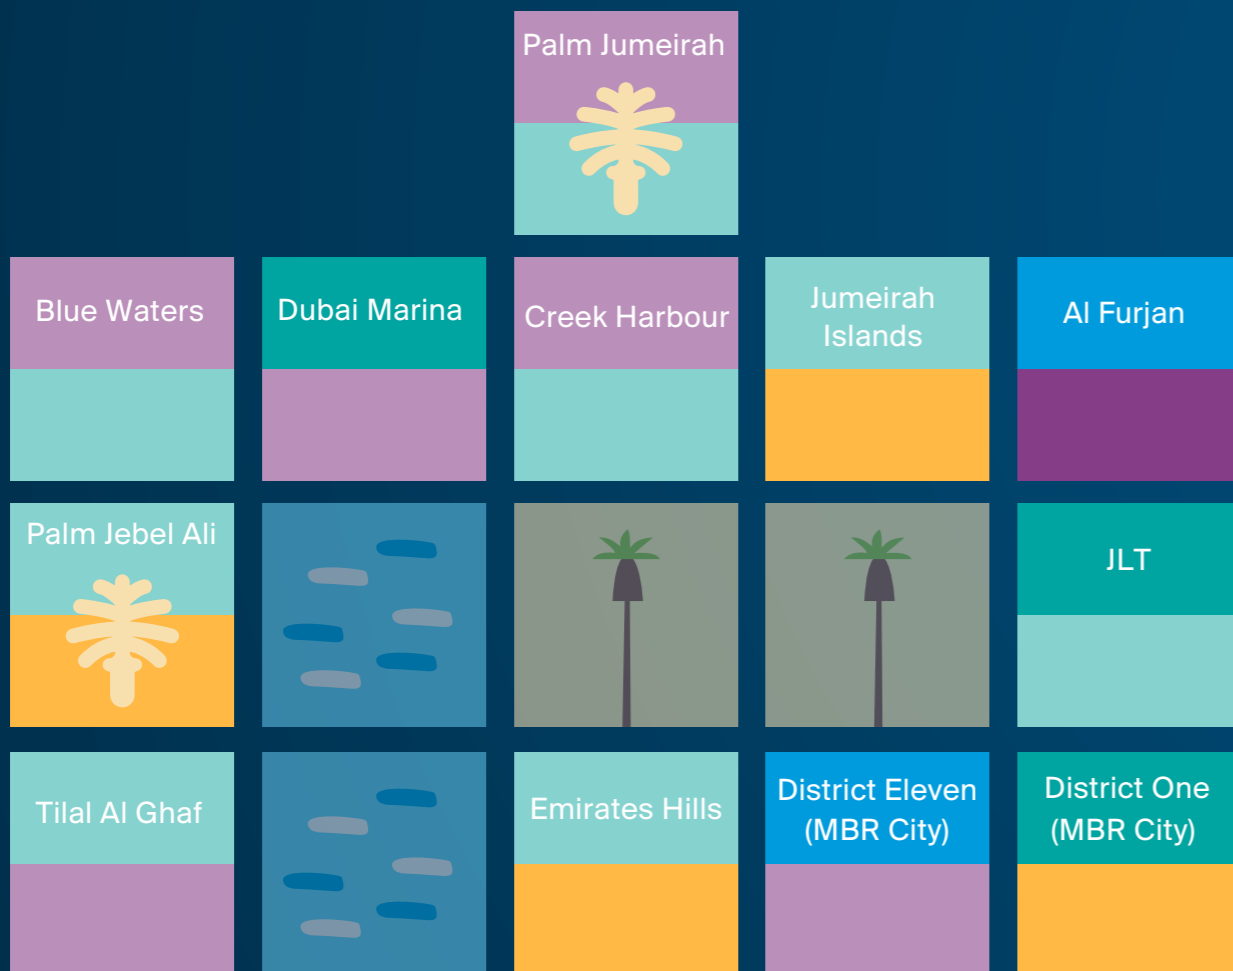 Palm Jumeirah
Blue Waters
Dubai Marina
Creek Harbour
Jumeirah
Islands
Al Furjan
Palm Jebel Ali
JLT
Tilal Al Ghaf
Emirates Hills
District Eleven
(MBR City)
District One
(MBR City)